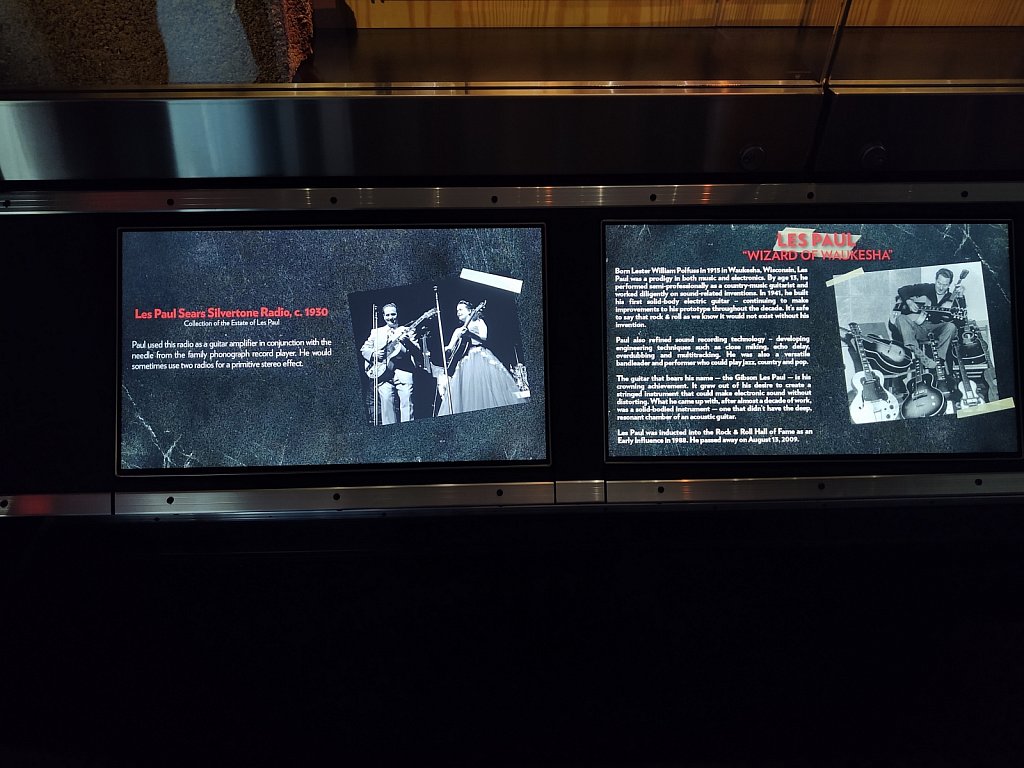 Les Paul Sears Silvertone Radio, c. 1930
Collection of the Estate of Les Paul
Paul used this radio as a guitar amplifier in conjunction with the
needle from the family phonograph record player. He would
sometimes use two radios for a primitive stereo effect.
LES PAUL
"WIZARD OF WAUKESHA"
Born Lester William Polfuss in 1915 in Waukesha, Wisconsin, Les
Paul was a prodigy in both music and electronics. By age 13, he
performed semi-professionally as a country-music guitarist and
worked diligently on sound-related inventions. In 1941, he built
his first solid-body electric guitar – continuing to make
improvements to his prototype throughout the decade. It's safe
to say that rock & roll as we know it would not exist without his
invention.
Paul also refined sound recording technology – developing
engineering techniques such as close miking, echo delay,
overdubbing and multitracking. He was also a versatile
bandleader and performer who could play jazz, country and pop.
The guitar that bears his name — the Gibson Les Paul — is his
crowning achievement. It grew out of his desire to create a
stringed instrument that could make electronic sound without
distorting. What he came up with, after almost a decade of work,
was a solid-bodied instrument — one that didn't have the deep,
resonant chamber of an acoustic guitar.
Les Paul was inducted into the Rock & Roll Hall of Fame as an
Early Influence in 1988. He passed away on August 13, 2009.